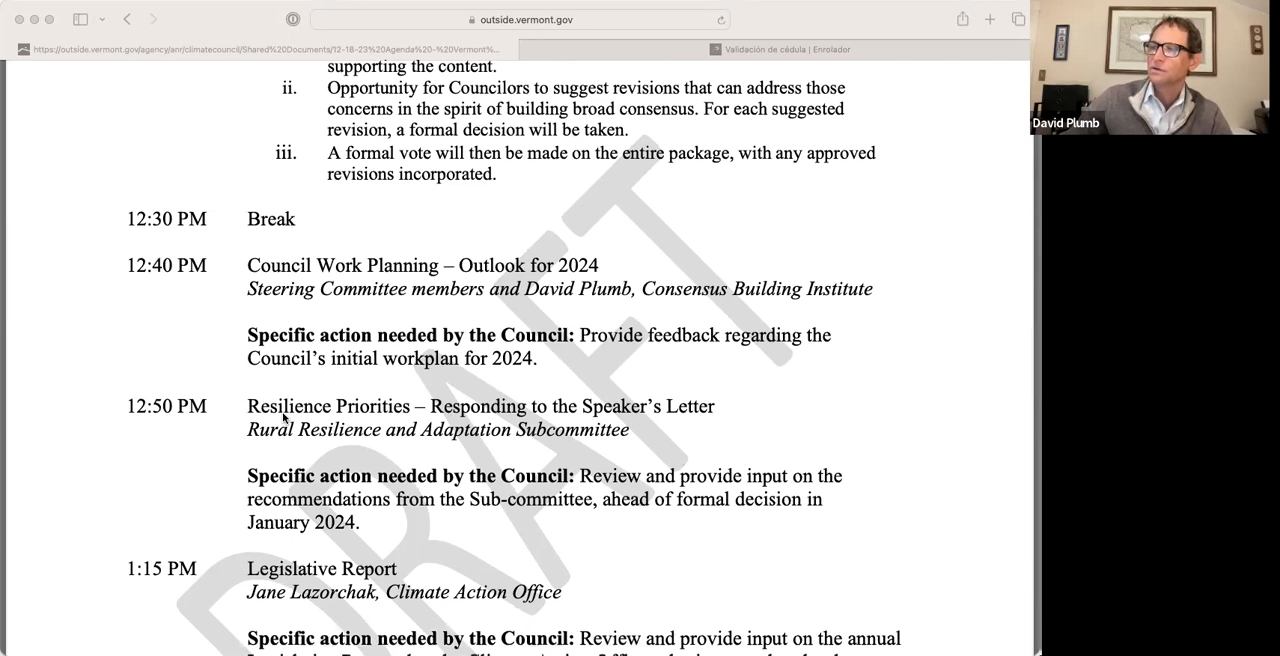 outside.vermont.gov
https://outside.vermont.gov/agency/anr/climatecouncil/Shared%20Documents/12-18-23%20Agenda%20-%20Vermont%...
Validación de cédula | Enrolador
David Plumb
supporting the content.
ii. Opportunity for Councilors to suggest revisions that can address those
concerns in the spirit of building broad consensus. For each suggested
revision, a formal decision will be taken.
iii. A formal vote will then be made on the entire package, with any approved
revisions incorporated.
12:30 PM Break
12:40 PM Council Work Planning – Outlook for 2024
Steering Committee members and David Plumb, Consensus Building Institute
Specific action needed by the Council: Provide feedback regarding the
Council’s initial workplan for 2024.
12:50 PM Resilience Priorities – Responding to the Speaker’s Letter
Rural Resilience and Adaptation Subcommittee
Specific action needed by the Council: Review and provide input on the
recommendations from the Sub-committee, ahead of formal decision in
January 2024.
1:15 PM Legislative Report
Jane Lazorchak, Climate Action Office
Specific action needed by the Council: Review and provide input on the annual
DRAFT